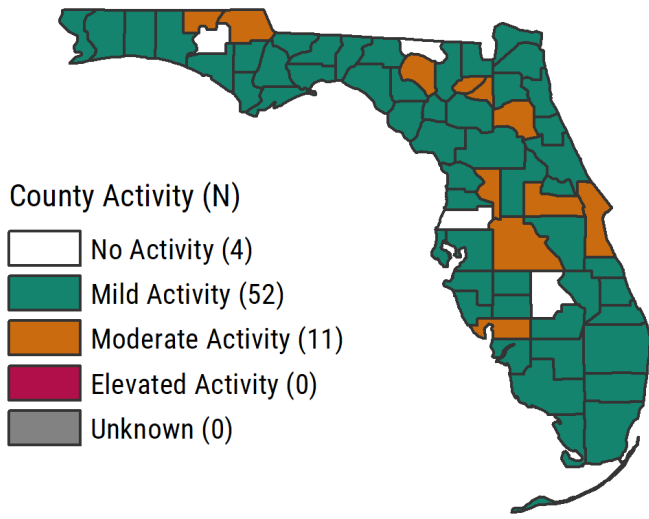 County Activity (N)
No Activity (4)
Mild Activity (52)
Moderate Activity (11)
Elevated Activity (0)
Unknown (0)